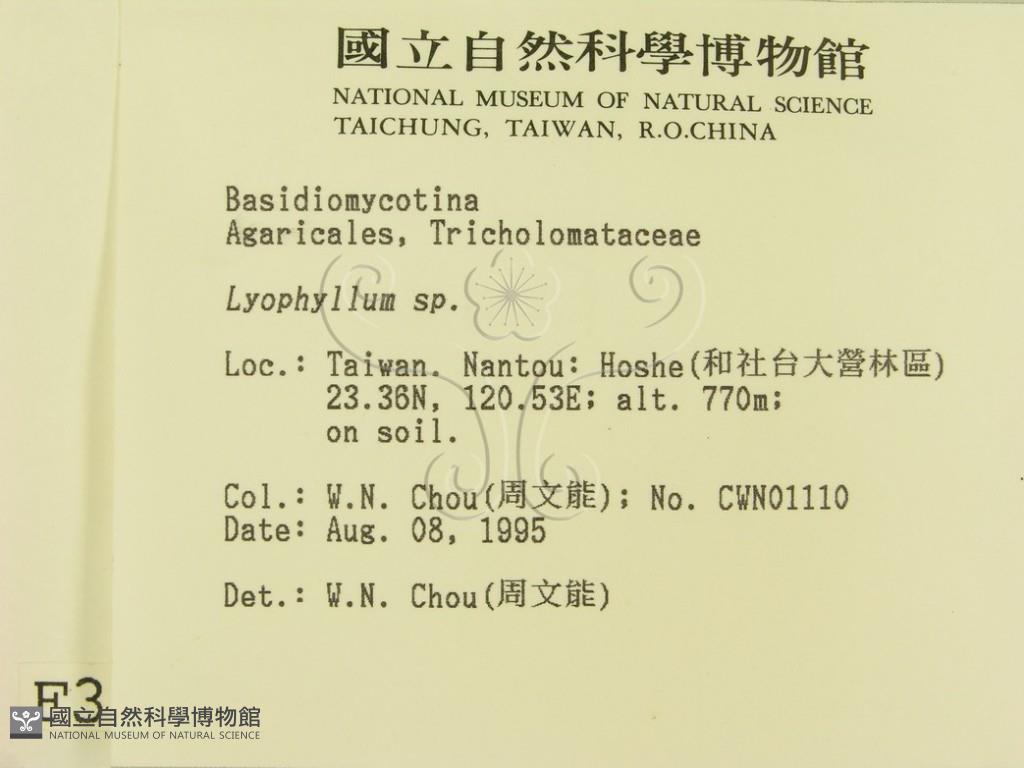 國立自然科學博物館
NATIONAL MUSEUM OF NATURAL SCIENCE
TAICHUNG, TAIWAN, R.O.CHINA
Basidiomycotina
Agaricales, Tricholomataceae
Lyophyllum sp.
Loc.: Taiwan. Nantou: Hoshe(和社台大營林區)
23.36N, 120.53E; alt. 770m;
on soil.
Col.: W.N. Chou(周文能); No. CWN01110
Date: Aug. 08, 1995
Det.: W.N. Chou(周文能)
F3
國立自然科學博物館
NATIONAL MUSEUM OF NATURAL SCIENCE